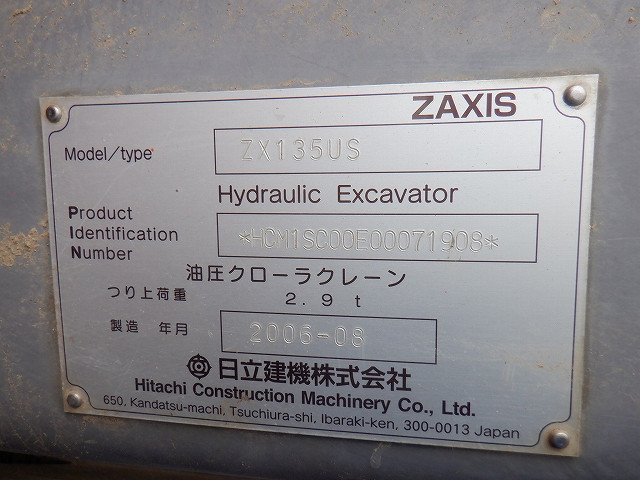 ZAXIS
Model/type ZX135US
Hydraulic Excavator
Product
Identification
Number
*HCM1SC00E00071908*
油圧クローラクレーン
つり上荷重 2.9 t
製造 年月 2006-08
日立建機株式会社
Hitachi Construction Machinery Co., Ltd.
650, Kandatsu-machi, Tsuchiura-shi, Ibaraki-ken, 300-0013 Japan